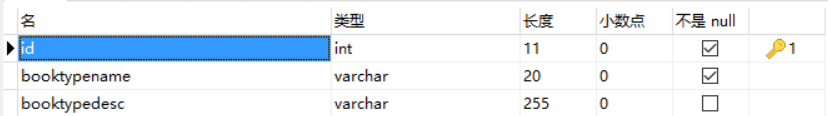 名 类型 长度 小数点 不是 null
id int 11 0 1
booktypename varchar 20 0
booktypedesc varchar 255 0